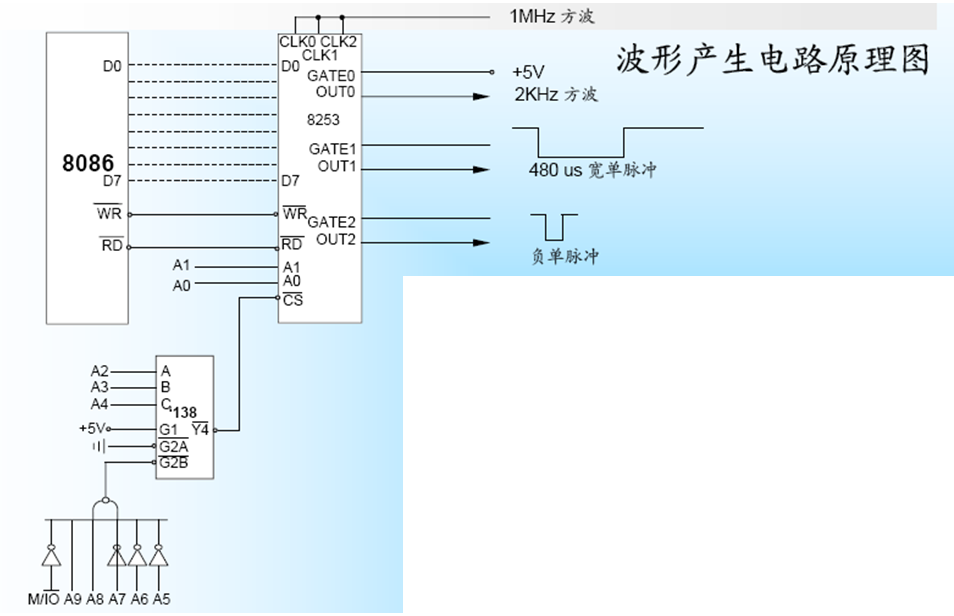 1MHz 方波
波形产生电路原理图
CLK0 CLK2
CLK1
D0
D0
GATE0
+5V
OUT0
2KHz 方波
8253
8086
GATE1
OUT1
480 us 宽单脉冲
D7
D7
WR
WR
GATE2
OUT2
负单脉冲
RD
RD
A1
A1
A0
A0
CS
A2
A
A3
B
A4
C
'138
+5V
G1
Y4
G2A
G2B
M/IO A9 A8 A7 A6 A5